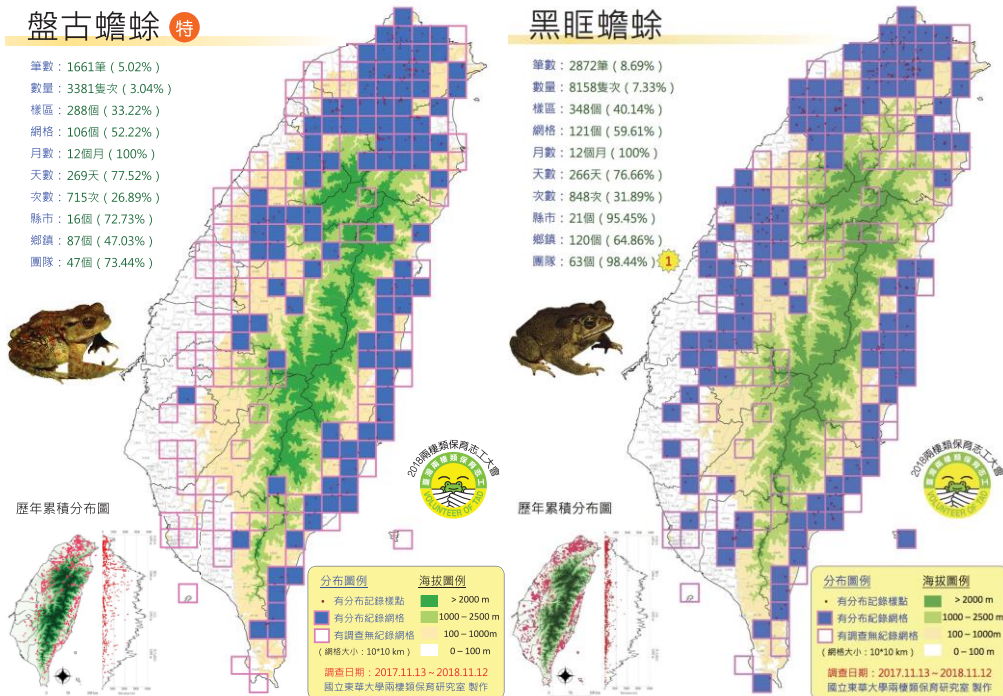 盤古蟾蜍 特
筆數：1661筆 ( 5.02% )
數量：3381隻次 ( 3.04% )
樣區：288個 ( 33.22% )
網格：106個 ( 52.22% )
月數：12個月 ( 100% )
天數：269天 ( 77.52% )
次數：715次 ( 26.89% )
縣市：16個 ( 72.73% )
鄉鎮：87個 ( 47.03% )
團隊：47個 ( 73.44% )
2018兩棲類保育志工大會
臺灣兩棲類保育志工
VOLUNTEER OF TAD
歷年累積分布圖
分布圖例
有分布記錄樣點
有分布紀錄網格
有調查無紀錄網格
( 網格大小：10*10 km )
海拔圖例
> 2000 m
1000 – 2500 m
100 – 1000m
0 – 100 m
調查日期：2017.11.13 ~ 2018.11.12
國立東華大學兩棲類保育研究室 製作
黑眶蟾蜍
筆數：2872筆 ( 8.69% )
數量：8158隻次 ( 7.33% )
樣區：348個 ( 40.14% )
網格：121個 ( 59.61% )
月數：12個月 ( 100% )
天數：266天 ( 76.66% )
次數：848次 ( 31.89% )
縣市：21個 ( 95.45% )
鄉鎮：120個 ( 64.86% )
團隊：63個 ( 98.44% ) 1
2018兩棲類保育志工大會
臺灣兩棲類保育志工
VOLUNTEER OF TAD
歷年累積分布圖
分布圖例
有分布記錄樣點
有分布紀錄網格
有調查無紀錄網格
( 網格大小：10*10 km )
海拔圖例
> 2000 m
1000 – 2500 m
100 – 1000m
0 – 100 m
調查日期：2017.11.13 ~ 2018.11.12
國立東華大學兩棲類保育研究室 製作